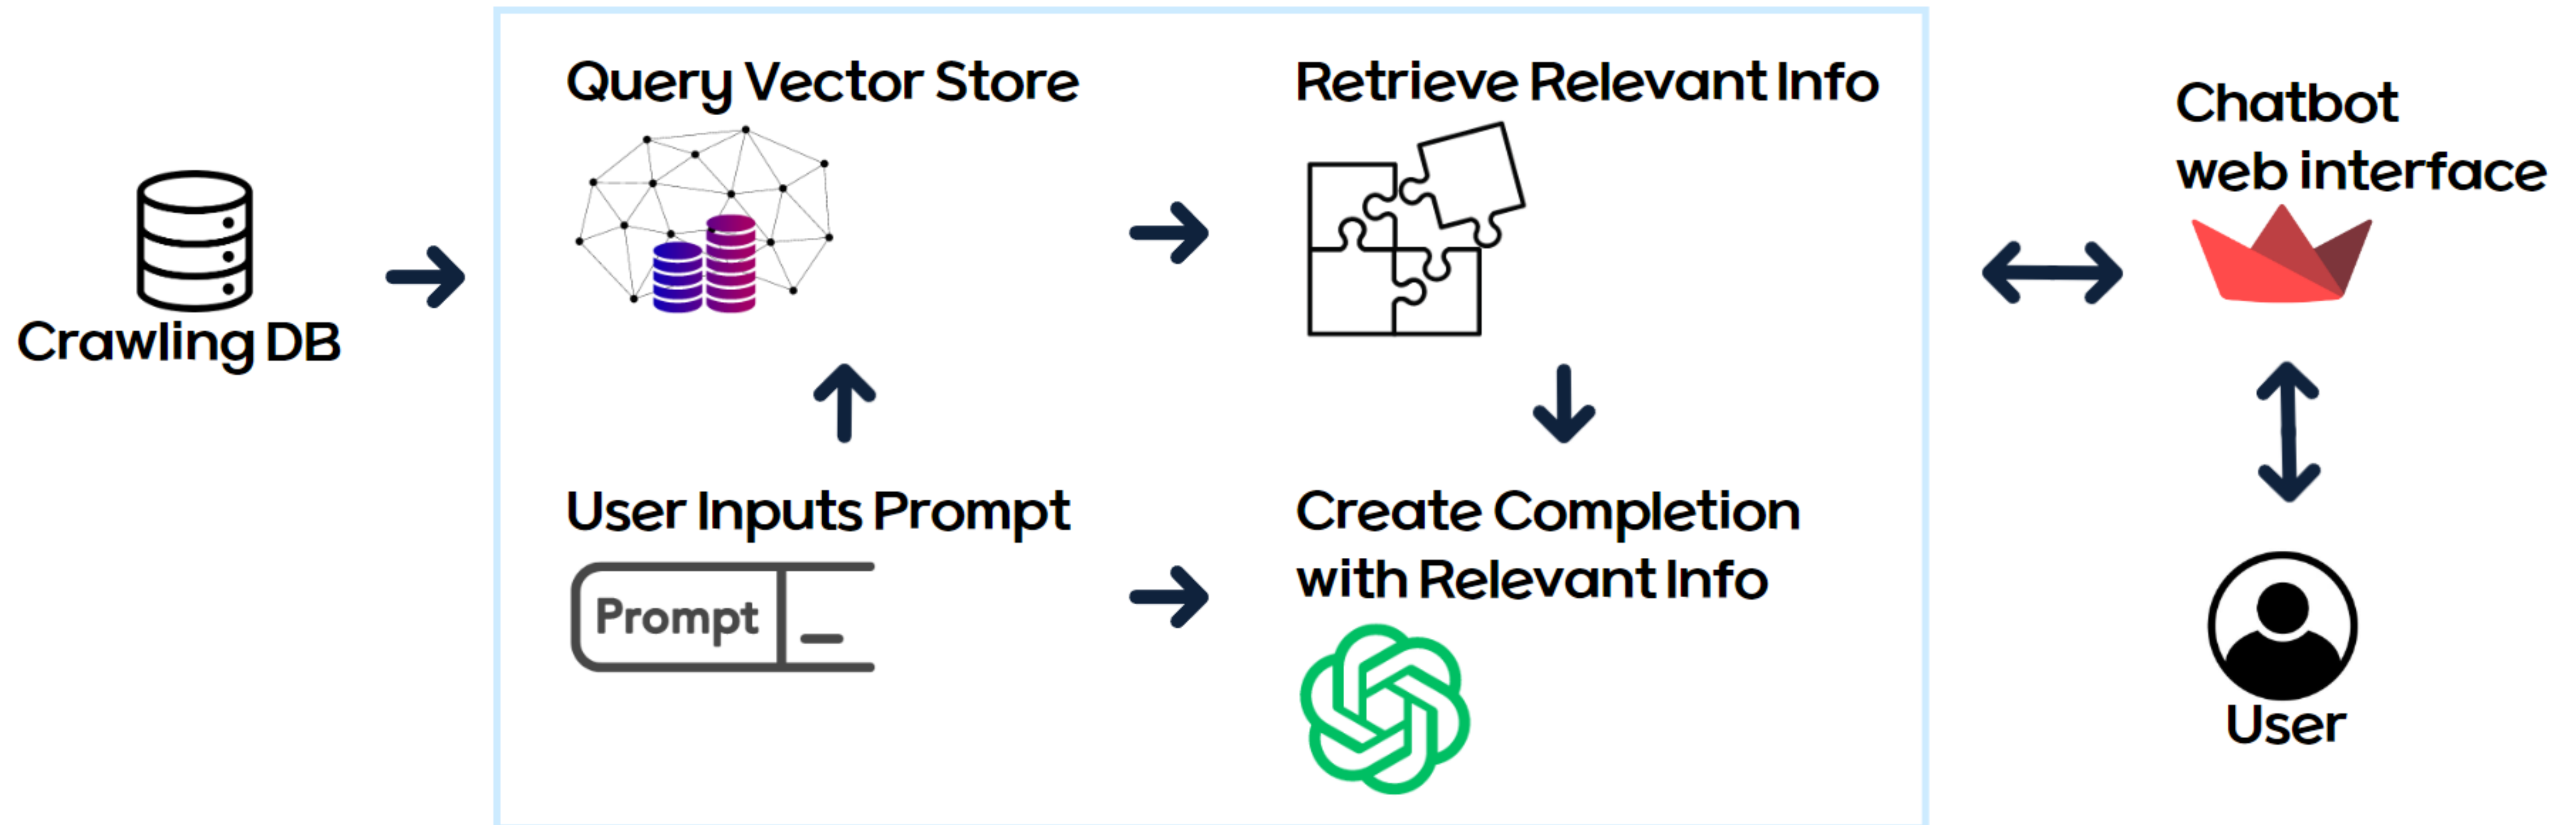 Crawling DB
Query Vector Store
Retrieve Relevant Info
User Inputs Prompt
Prompt
Create Completion
with Relevant Info
Chatbot
web interface
User